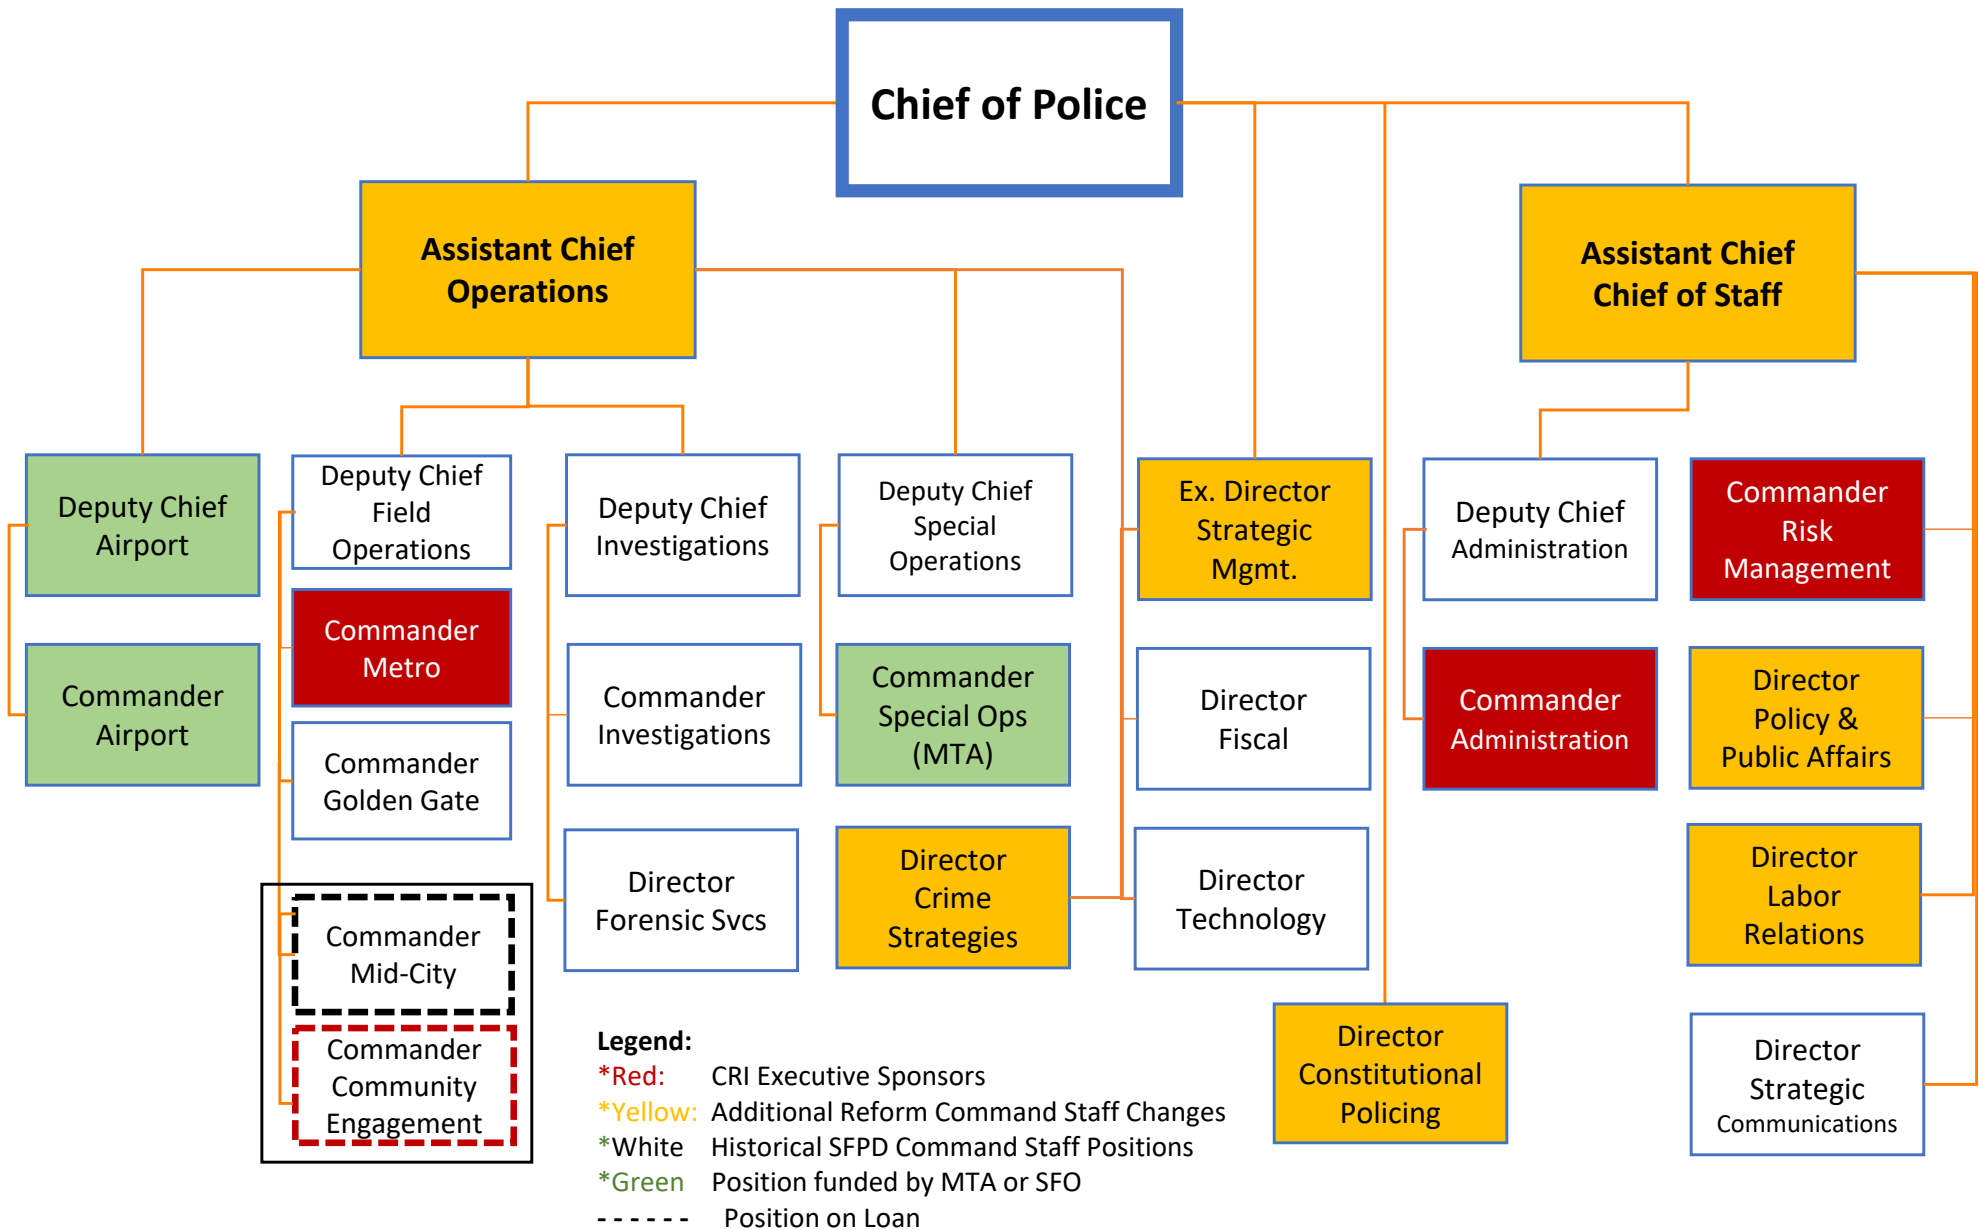 Chief of Police
Assistant Chief
Operations
Assistant Chief
Chief of Staff
Deputy Chief
Airport
Deputy Chief
Field
Operations
Deputy Chief
Investigations
Deputy Chief
Special
Operations
Ex. Director
Strategic
Mgmt.
Deputy Chief
Administration
Commander
Risk
Management
Commander
Airport
Commander
Metro
Commander
Golden Gate
Commander
Investigations
Commander
Special Ops
(MTA)
Director
Fiscal
Commander
Administration
Director
Policy &
Public Affairs
Commander
Mid-City
Director
Forensic Svcs
Director
Crime
Strategies
Director
Technology
Director
Labor
Relations
Commander
Community
Engagement
Director
Constitutional
Policing
Director
Strategic
Communications
Legend:
*Red: CRI Executive Sponsors
*Yellow: Additional Reform Command Staff Changes
*White Historical SFPD Command Staff Positions
*Green Position funded by MTA or SFO
- - - - - - Position on Loan